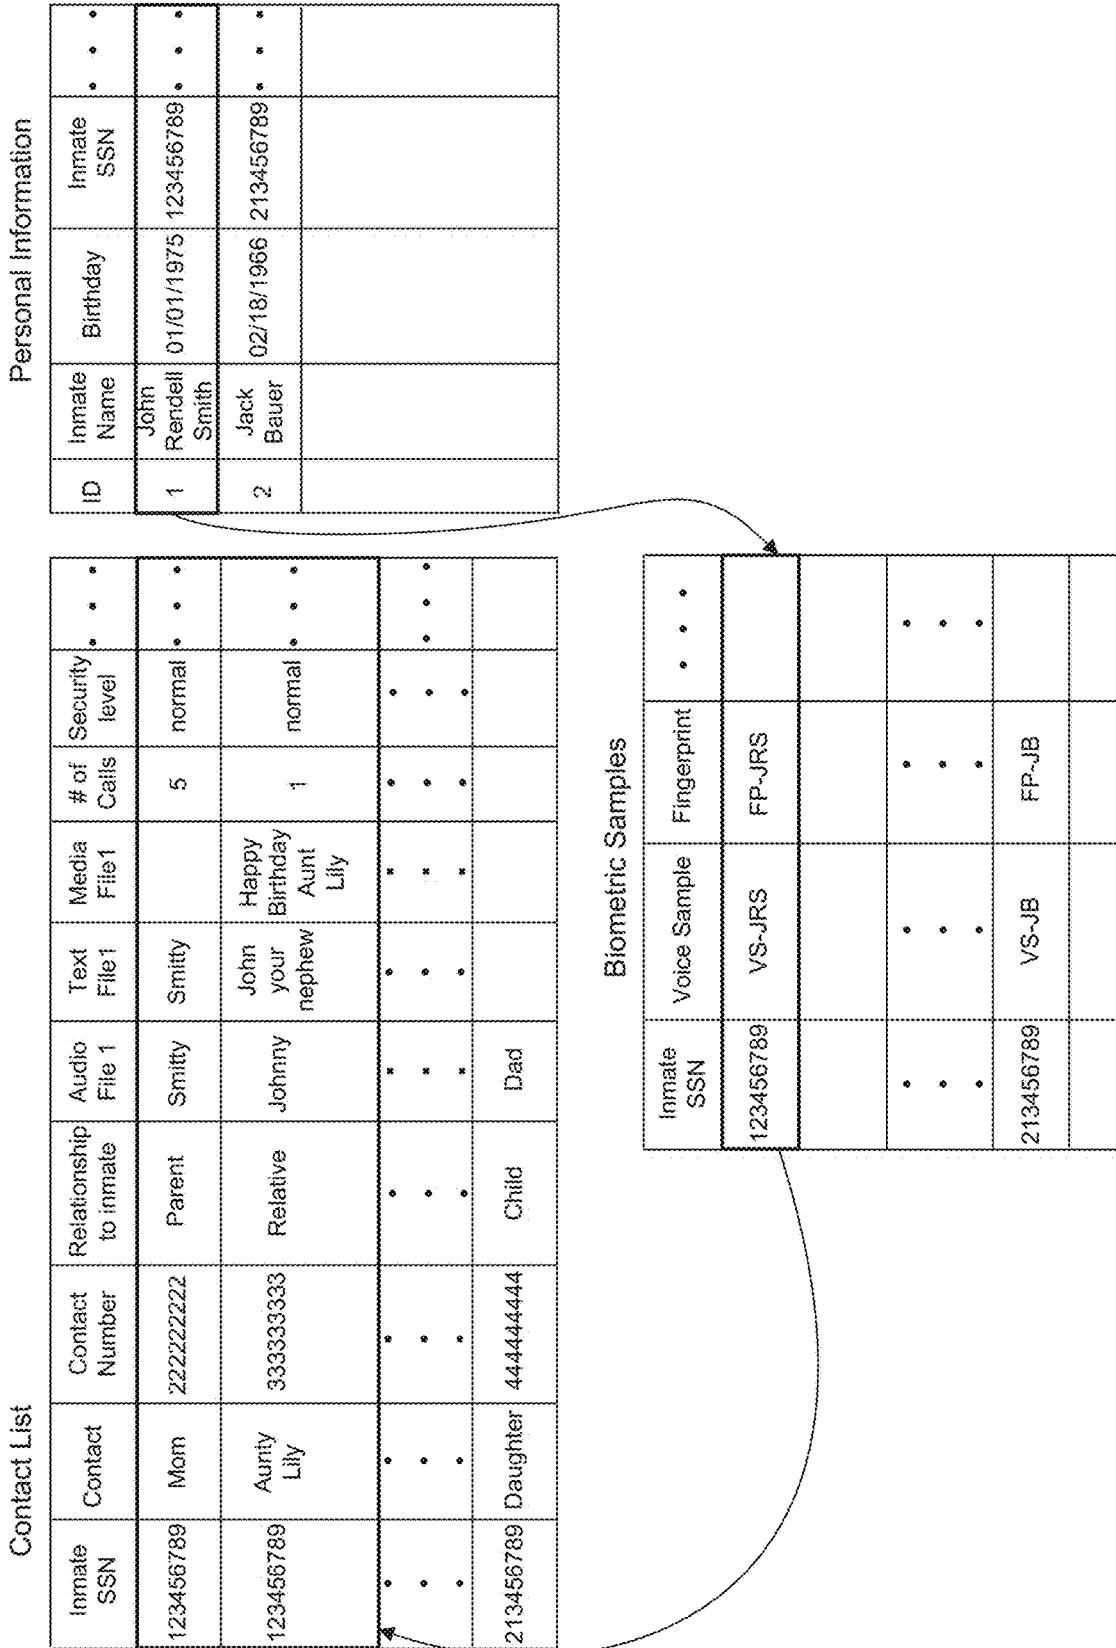 Contact List
Inmate SSN Contact Contact Number Relationship to inmate Audio File 1 Text File1 Media File1 # of Calls Security level • • •
123456789 Mom 222222222 Parent Smitty Smitty 5 normal • • •
123456789 Aunty Lily 333333333 Relative Johnny John your nephew Happy Birthday Aunt Lily 1 normal • • •
213456789 Daughter 444444444 Child Dad
Personal Information
ID Inmate Name Birthday Inmate SSN • • •
1 John Rendell Smith 01/01/1975 123456789 • • •
2 Jack Bauer 02/18/1966 213456789 • • •
Biometric Samples
Inmate SSN Voice Sample Fingerprint • • •
123456789 VS-JRS FP-JRS
213456789 VS-JB FP-JB